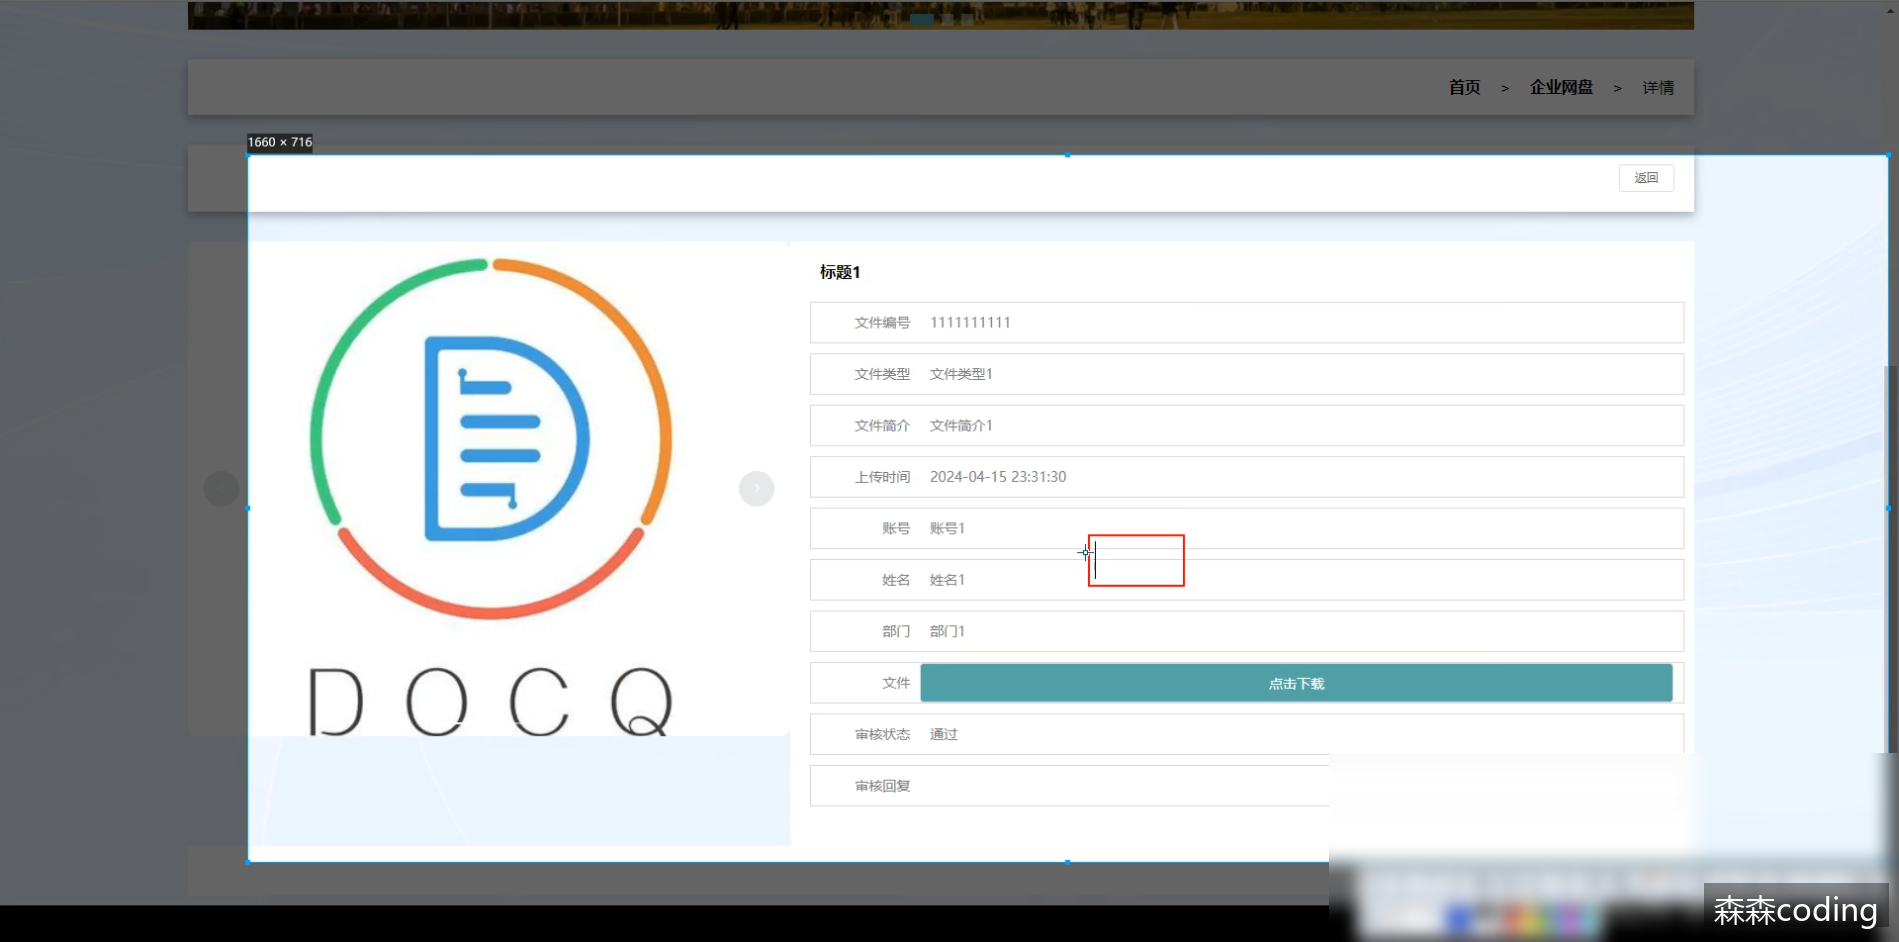 首页 > 企业网盘 > 详情
1660 × 716
返回
标题1
文件编号 1111111111
文件类型 文件类型1
文件简介 文件简介1
上传时间 2024-04-15 23:31:30
账号 账号1
姓名 姓名1
部门 部门1
文件 点击下载
审核状态 通过
审核回复
DOCQ
森森coding